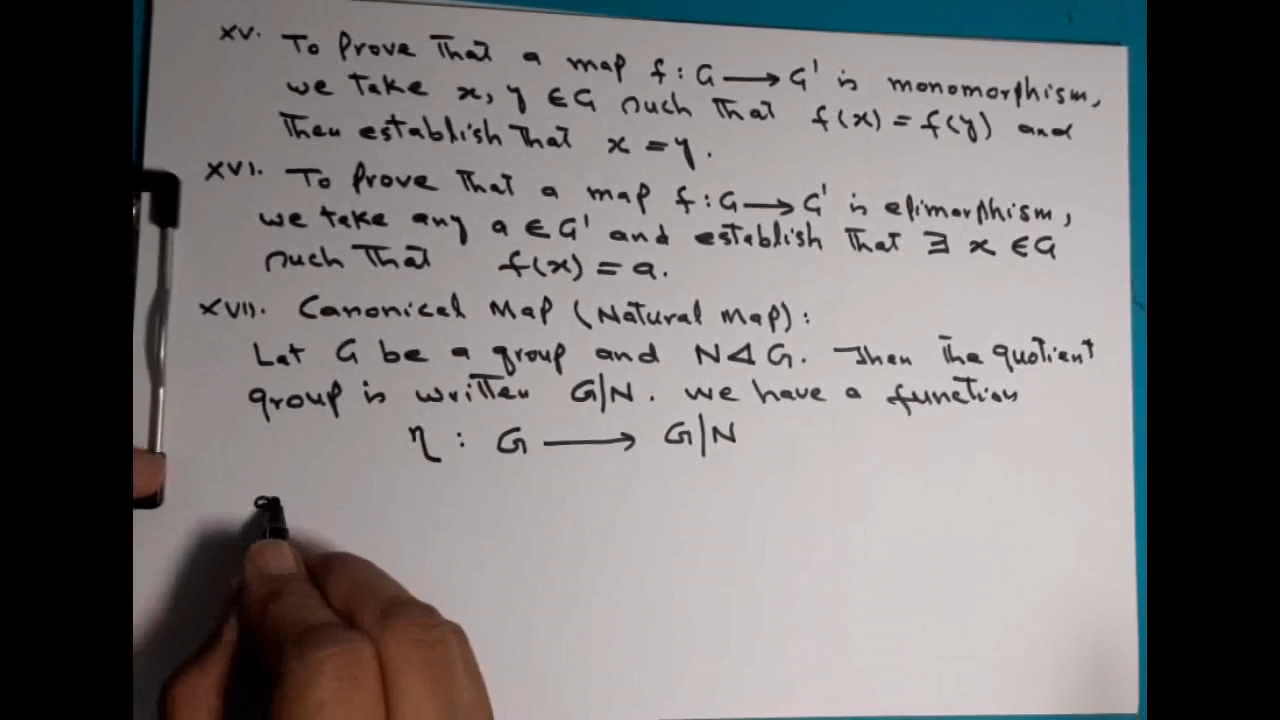 XV. To prove that a map f : G ⟶ G' is monomorphism,
we take x, y ∈ G such that f(x) = f(y) and
then establish that x = y.
XVI. To prove that a map f : G ⟶ G' is epimorphism,
we take any a ∈ G' and establish that ∃ x ∈ G
such that f(x) = a.
XVII. Canonical Map (Natural map) :
Let G be a group and N ⊲ G. Then the quotient
group is written G|N. We have a function
η : G ⟶ G|N